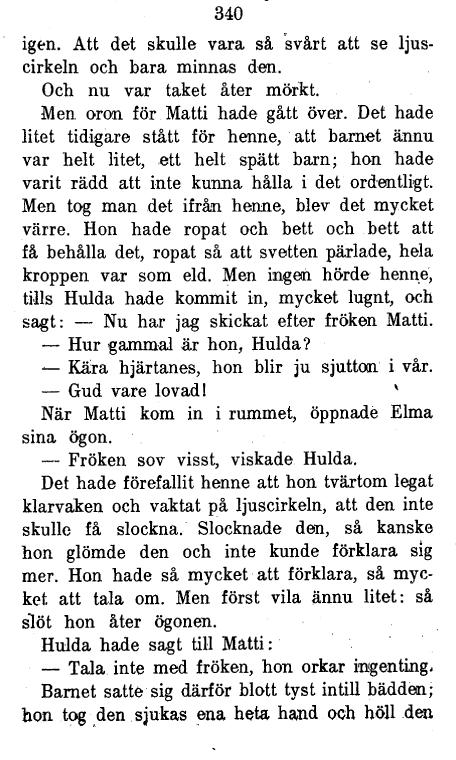 340
igen. Att det skulle vara så svårt att se ljus-
cirkeln och bara minnas den.
Och nu var taket åter mörkt.
Men oron för Matti hade gått över. Det hade
litet tidigare stått för henne, att barnet ännu
var helt litet, ett helt spätt barn; hon hade
varit rädd att inte kunna hålla i det ordentligt.
Men tog man det ifrån henne, blev det mycket
värre. Hon hade ropat och bett och bett att
få behålla det, ropat så att svetten pärlade, hela
kroppen var som eld. Men ingen hörde henne,
tills Hulda hade kommit in, mycket lugnt, och
sagt: — Nu har jag skickat efter fröken Matti.
— Hur gammal är hon, Hulda?
— Kära hjärtanes, hon blir ju sjutton i vår.
— Gud vare lovad!
När Matti kom in i rummet, öppnade Elma
sina ögon.
— Fröken sov visst, viskade Hulda.
Det hade förefallit henne att hon tvärtom legat
klarvaken och vaktat på ljuscirkeln, att den inte
skulle få slockna. Slocknade den, så kanske
hon glömde den och inte kunde förklara sig
mer. Hon hade så mycket att förklara, så myc-
ket att tala om. Men först vila ännu litet: så
slöt hon åter ögonen.
Hulda hade sagt till Matti:
— Tala inte med fröken, hon orkar ingenting.
Barnet satte sig därför blott tyst intill bädden;
hon tog den sjukas ena heta hand och höll den